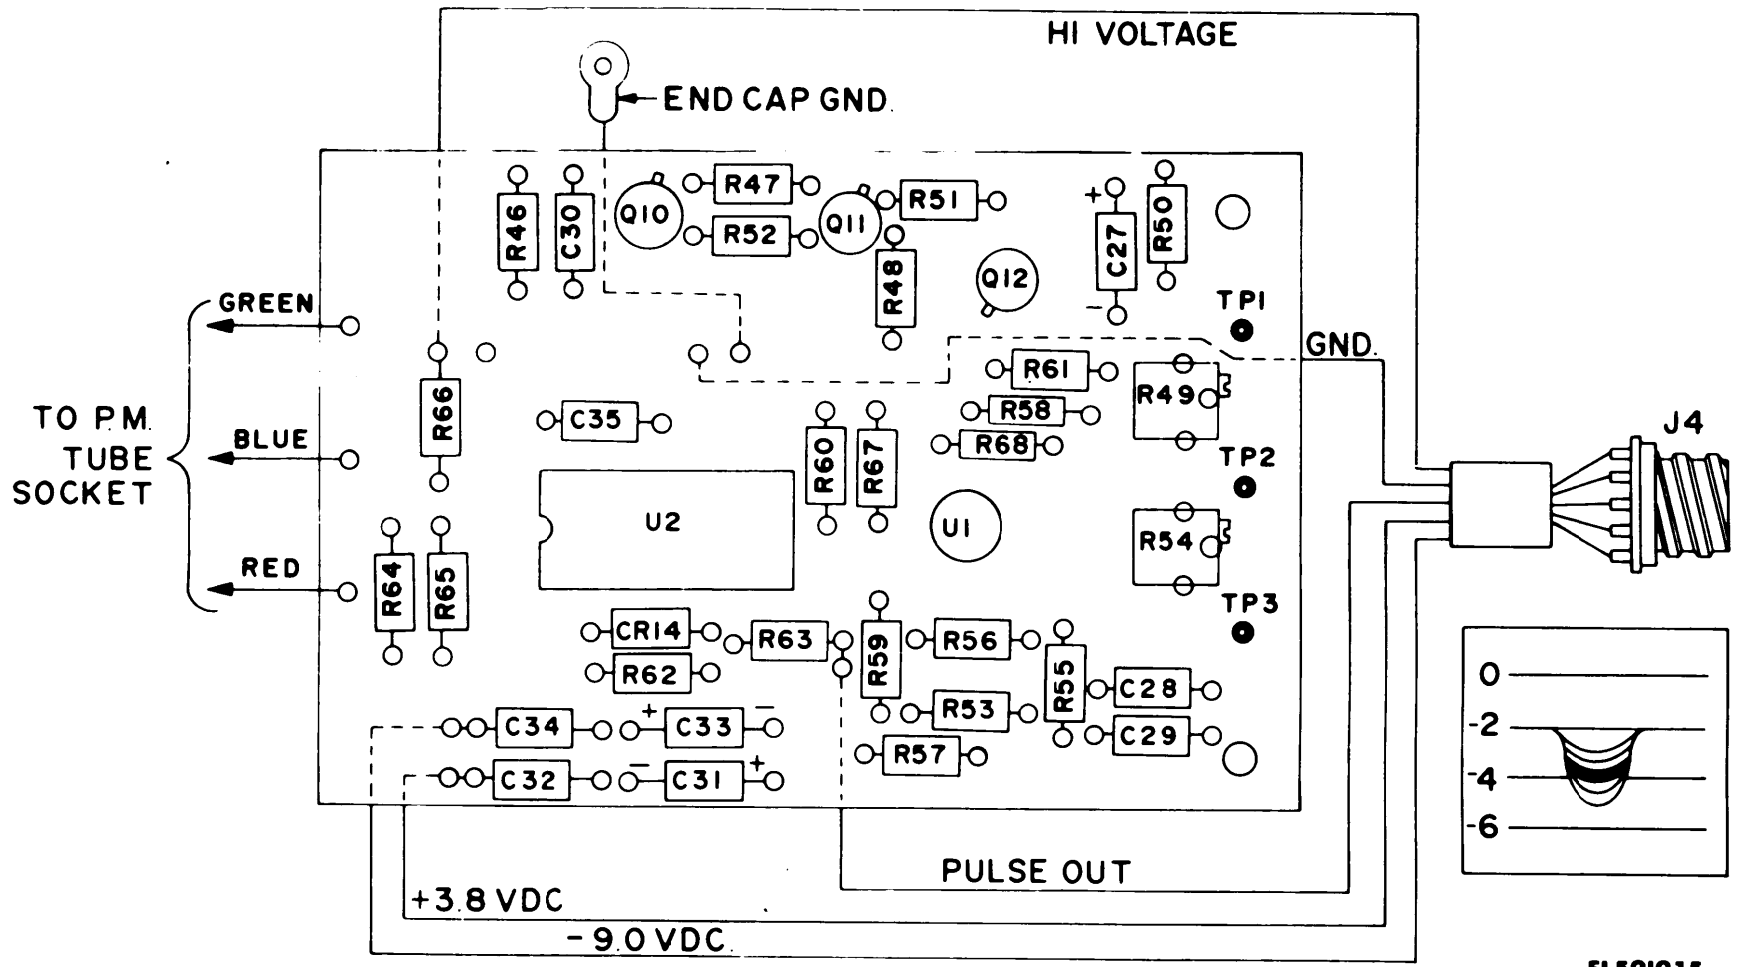 HI VOLTAGE
END CAP GND.
R46
C30
Q10
R47
R52
Q11
R51
R48
Q12
+
C27
-
R50
TP1
GREEN
GND.
R61
R49
R58
R68
R66
C35
R60
R67
TO P.M.
TUBE
SOCKET
BLUE
TP2
J4
U2
U1
R54
RED
R64
R65
TP3
CR14
R63
R59
R56
R62
R55
C28
C34
+
C33
-
R53
C29
R57
C32
-
C31
+
0
-2
-4
-6
PULSE OUT
+3.8 VDC
-9.0 VDC.